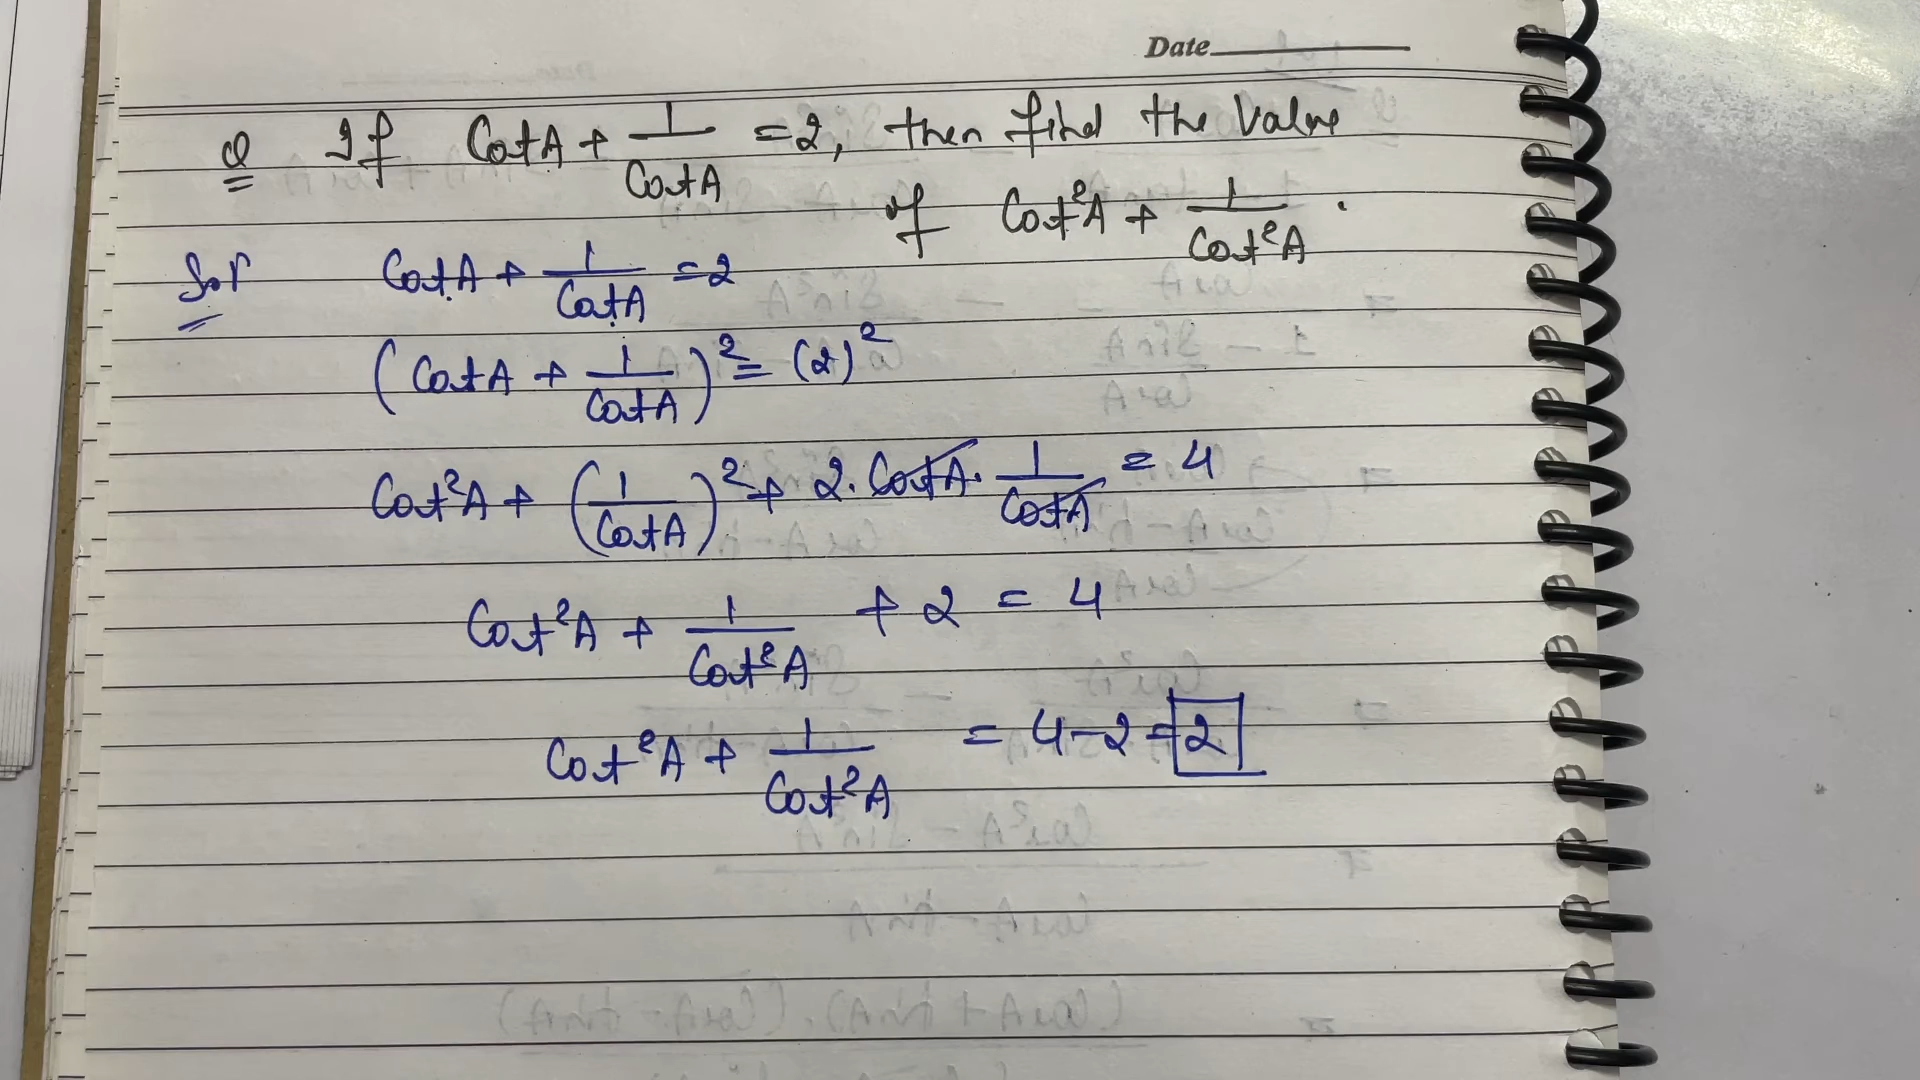 Date
Q If CotA + 1/CotA = 2, then find the Value
of Cot²A + 1/Cot²A .
Sol CotA + 1/CotA = 2
(CotA + 1/CotA)² = (2)²
Cot²A + (1/CotA)² + 2. CotA. 1/CotA = 4
Cot²A + 1/Cot²A + 2 = 4
Cot²A + 1/Cot²A = 4-2 = 2